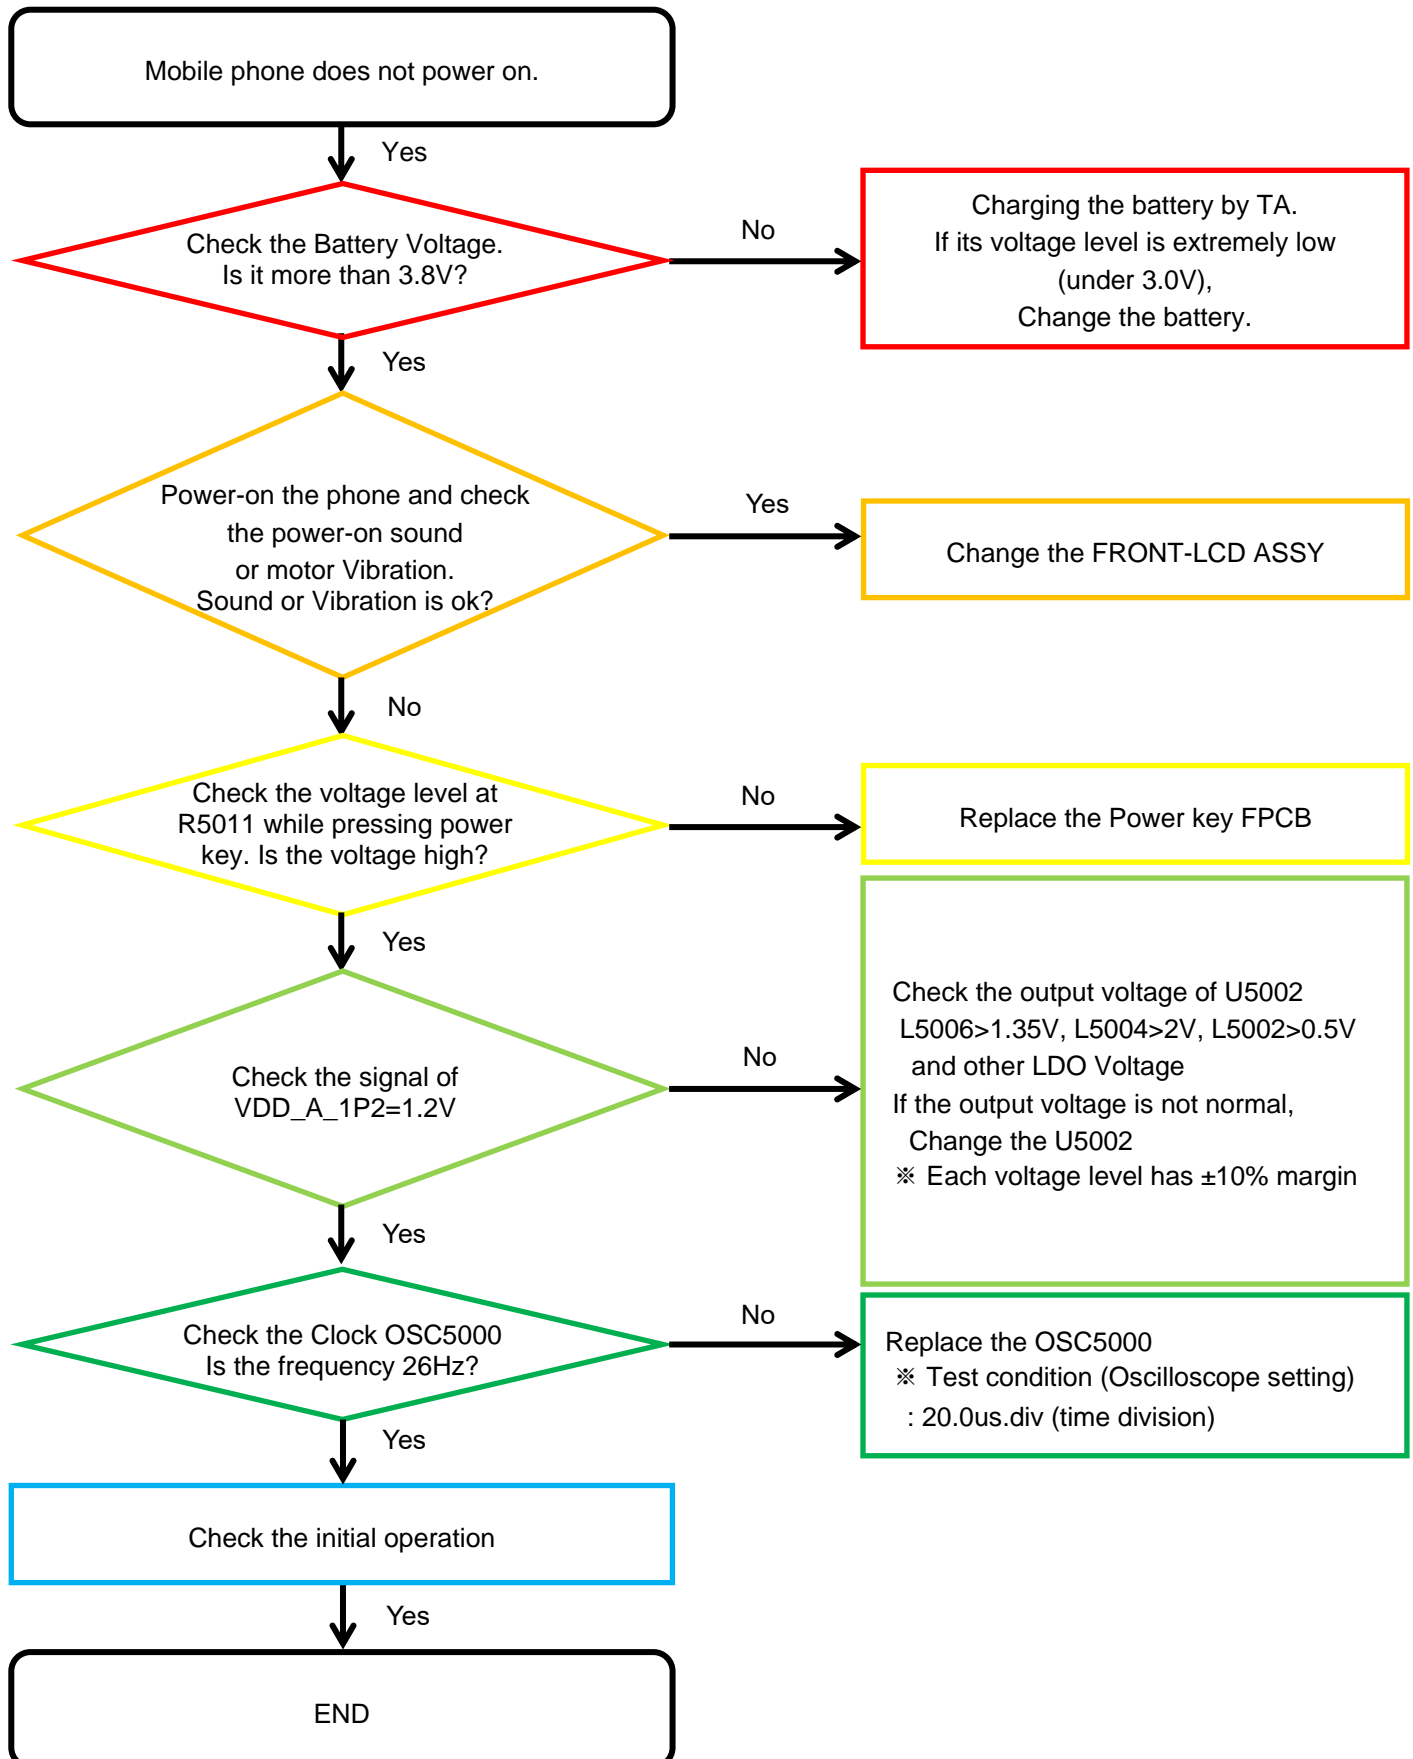 Mobile phone does not power on.
Yes
Check the Battery Voltage.
Is it more than 3.8V?
No
Charging the battery by TA.
If its voltage level is extremely low
(under 3.0V),
Change the battery.
Yes
Power-on the phone and check
the power-on sound
or motor Vibration.
Sound or Vibration is ok?
Yes
Change the FRONT-LCD ASSY
No
Check the voltage level at
R5011 while pressing power
key. Is the voltage high?
No
Replace the Power key FPCB
Yes
Check the signal of
VDD_A_1P2=1.2V
No
Check the output voltage of U5002
L5006>1.35V, L5004>2V, L5002>0.5V
and other LDO Voltage
If the output voltage is not normal,
Change the U5002
※ Each voltage level has ±10% margin
Yes
Check the Clock OSC5000
Is the frequency 26Hz?
No
Replace the OSC5000
※ Test condition (Oscilloscope setting)
: 20.0us.div (time division)
Yes
Check the initial operation
Yes
END